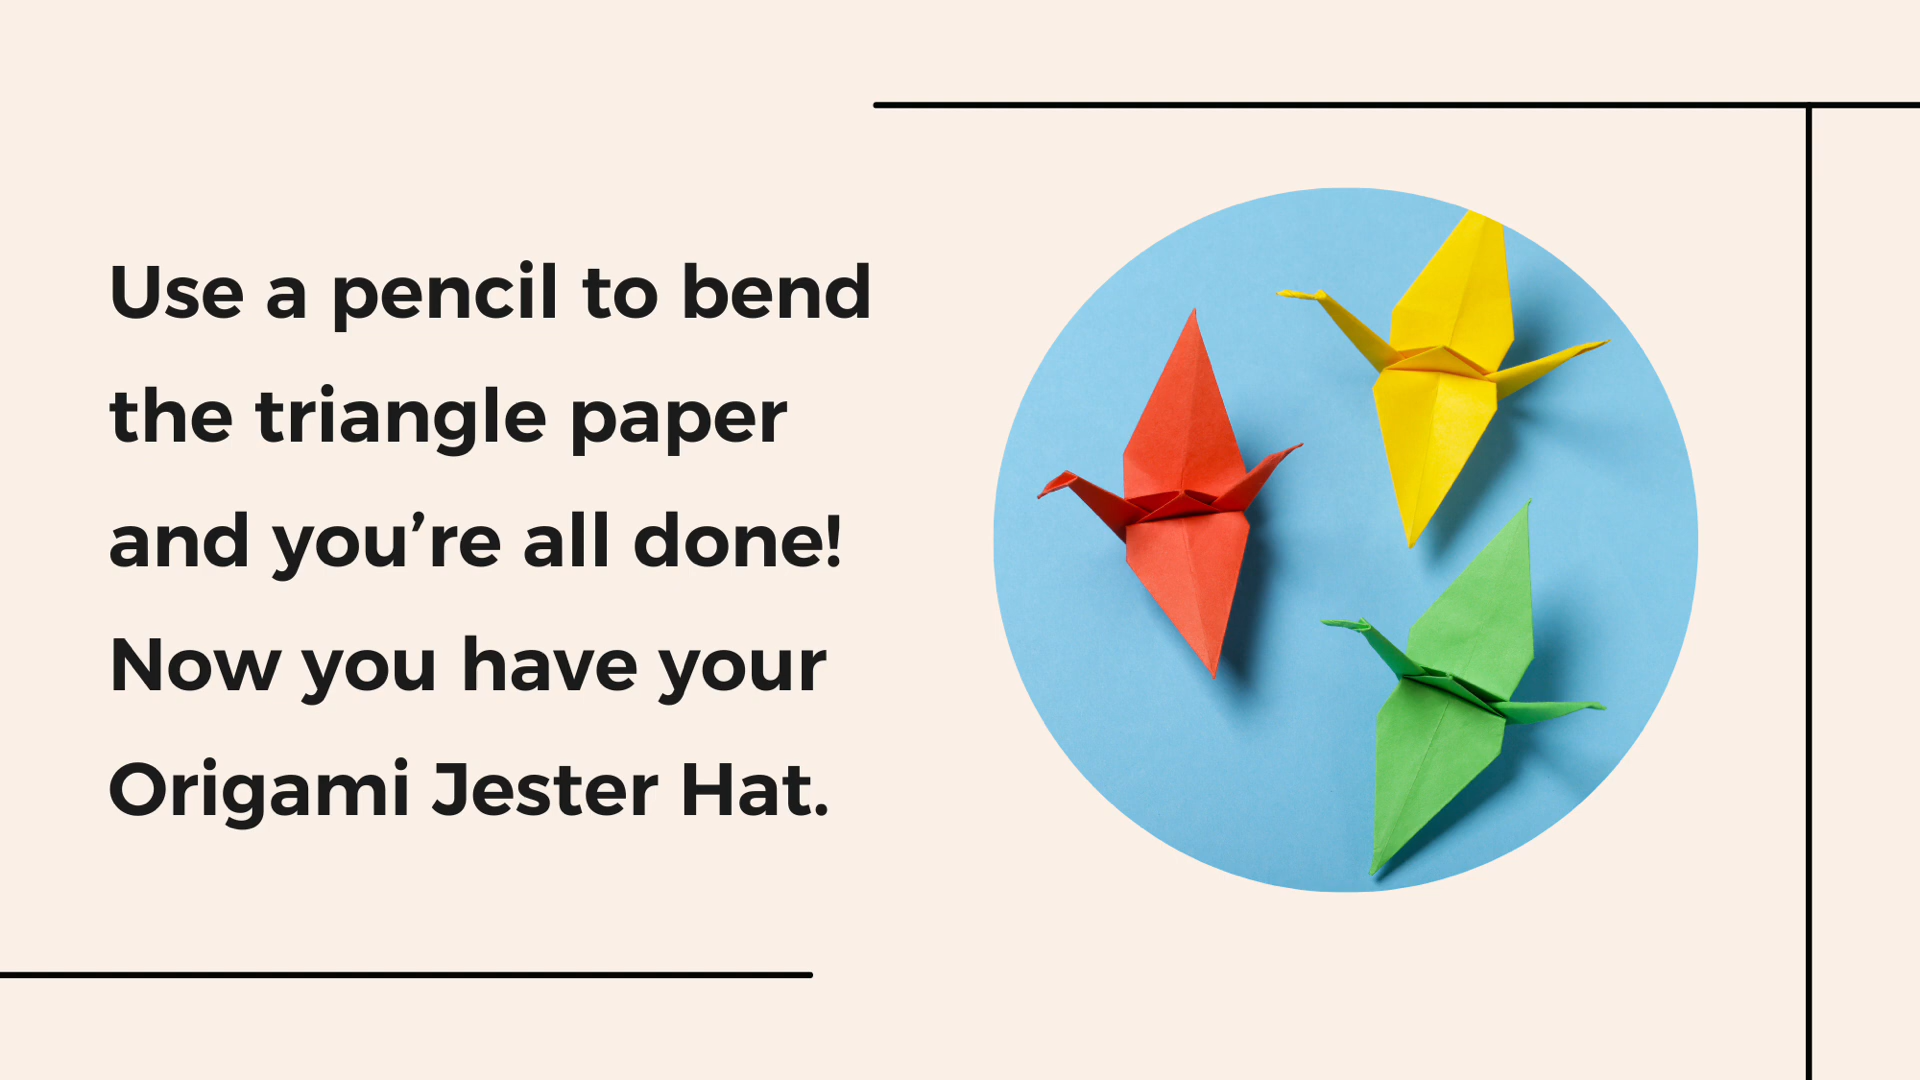 Use a pencil to bend
the triangle paper
and you’re all done!
Now you have your
Origami Jester Hat.